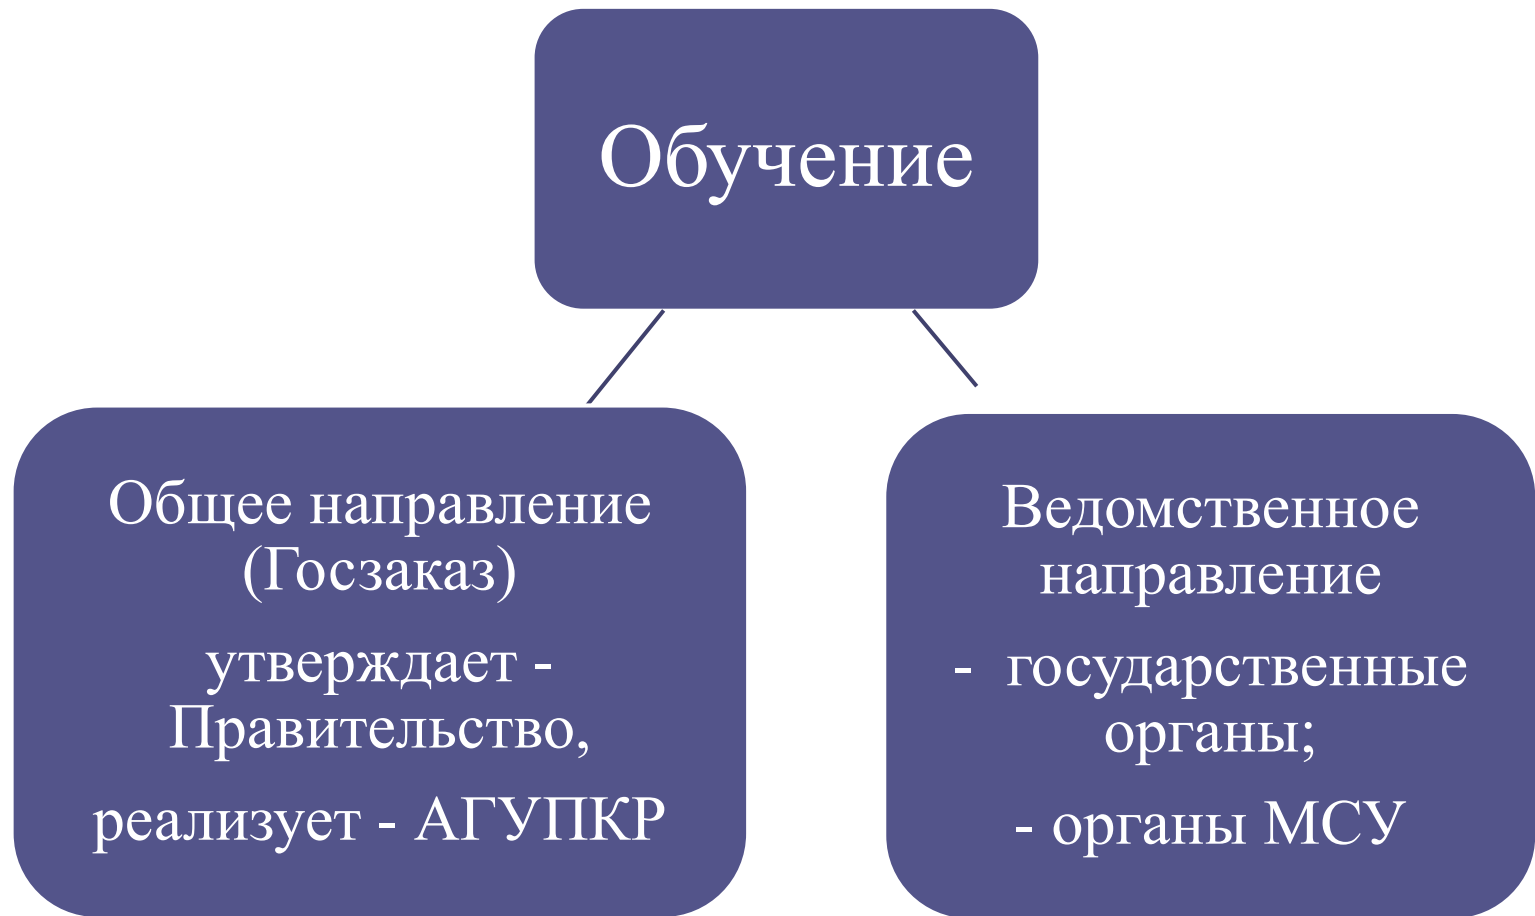 Обучение
Общее направление
(Госзаказ)
утверждает -
Правительство,
реализует - АГУПКР
Ведомственное
направление
- государственные
органы;
- органы МСУ